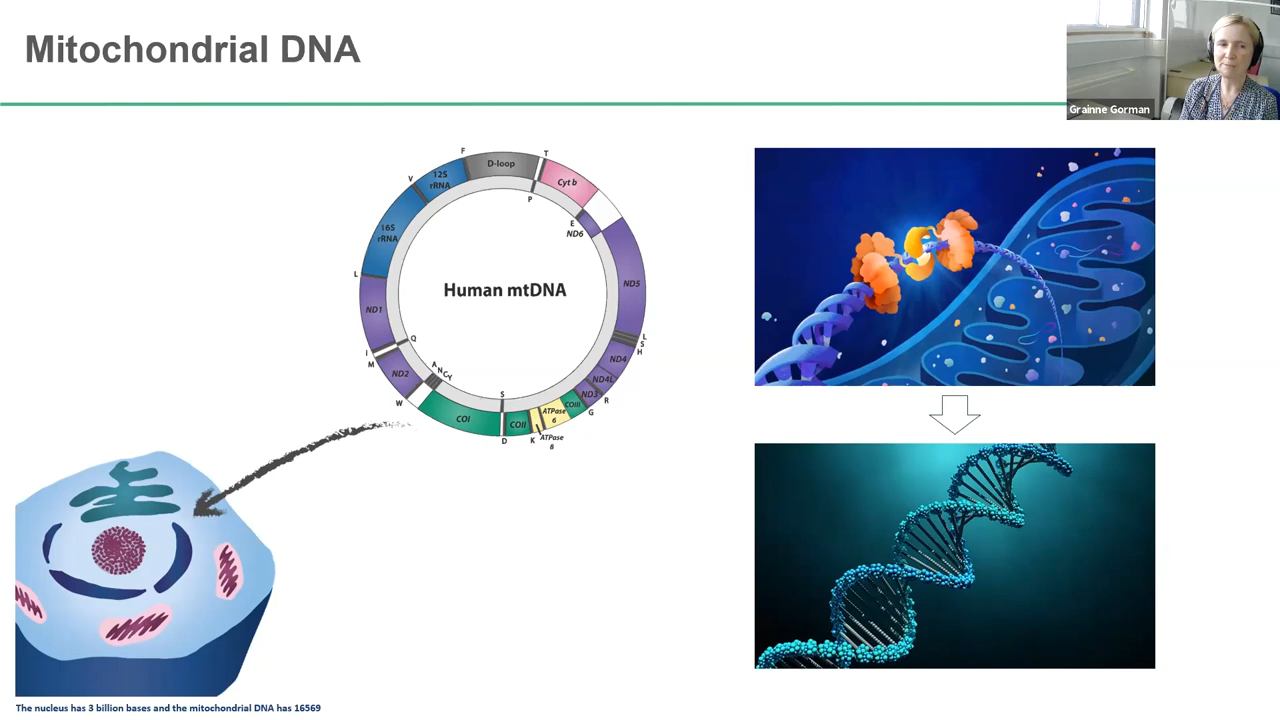 Mitochondrial DNA
Grainne Gorman
F
D-loop
T
V
12S
rRNA
Cyt b
P
16S
rRNA
E
ND6
L
Human mtDNA
ND5
ND1
Q
L
S
H
I
M
ND2
A
N
C
Y
ND4
ND4L
W
S
ND3
R
COI
COII
ATPase
6
COIII
G
D
K
ATPase
8
The nucleus has 3 billion bases and the mitochondrial DNA has 16569